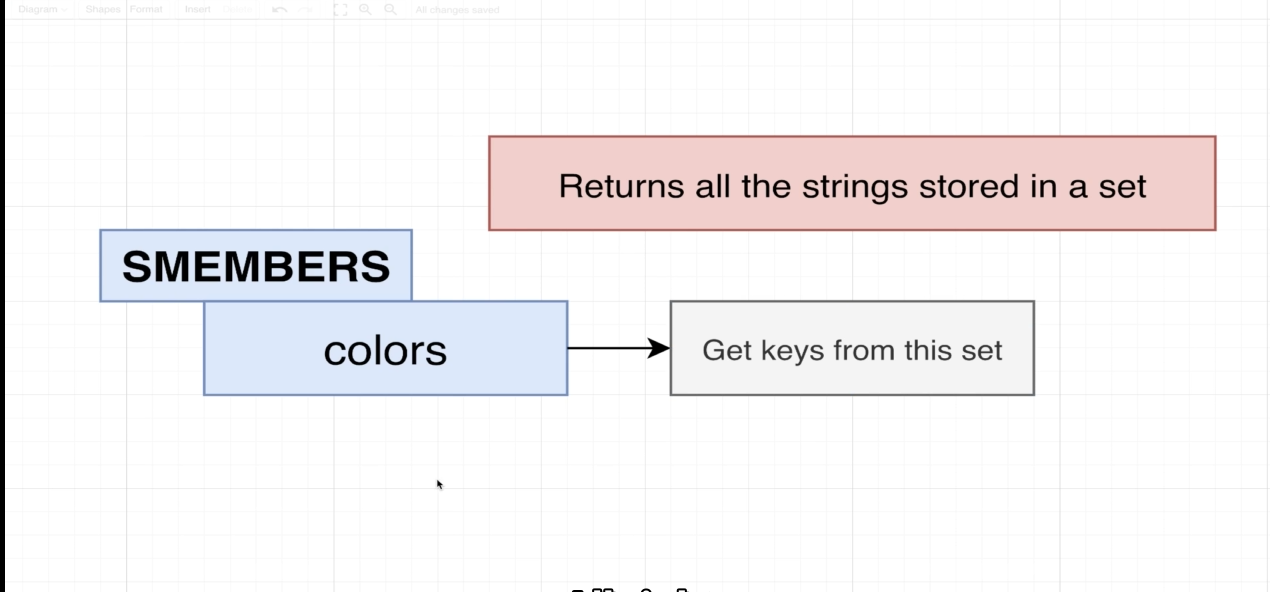 Diagram Shapes Format Insert Delete All changes saved
Returns all the strings stored in a set
SMEMBERS
colors
Get keys from this set